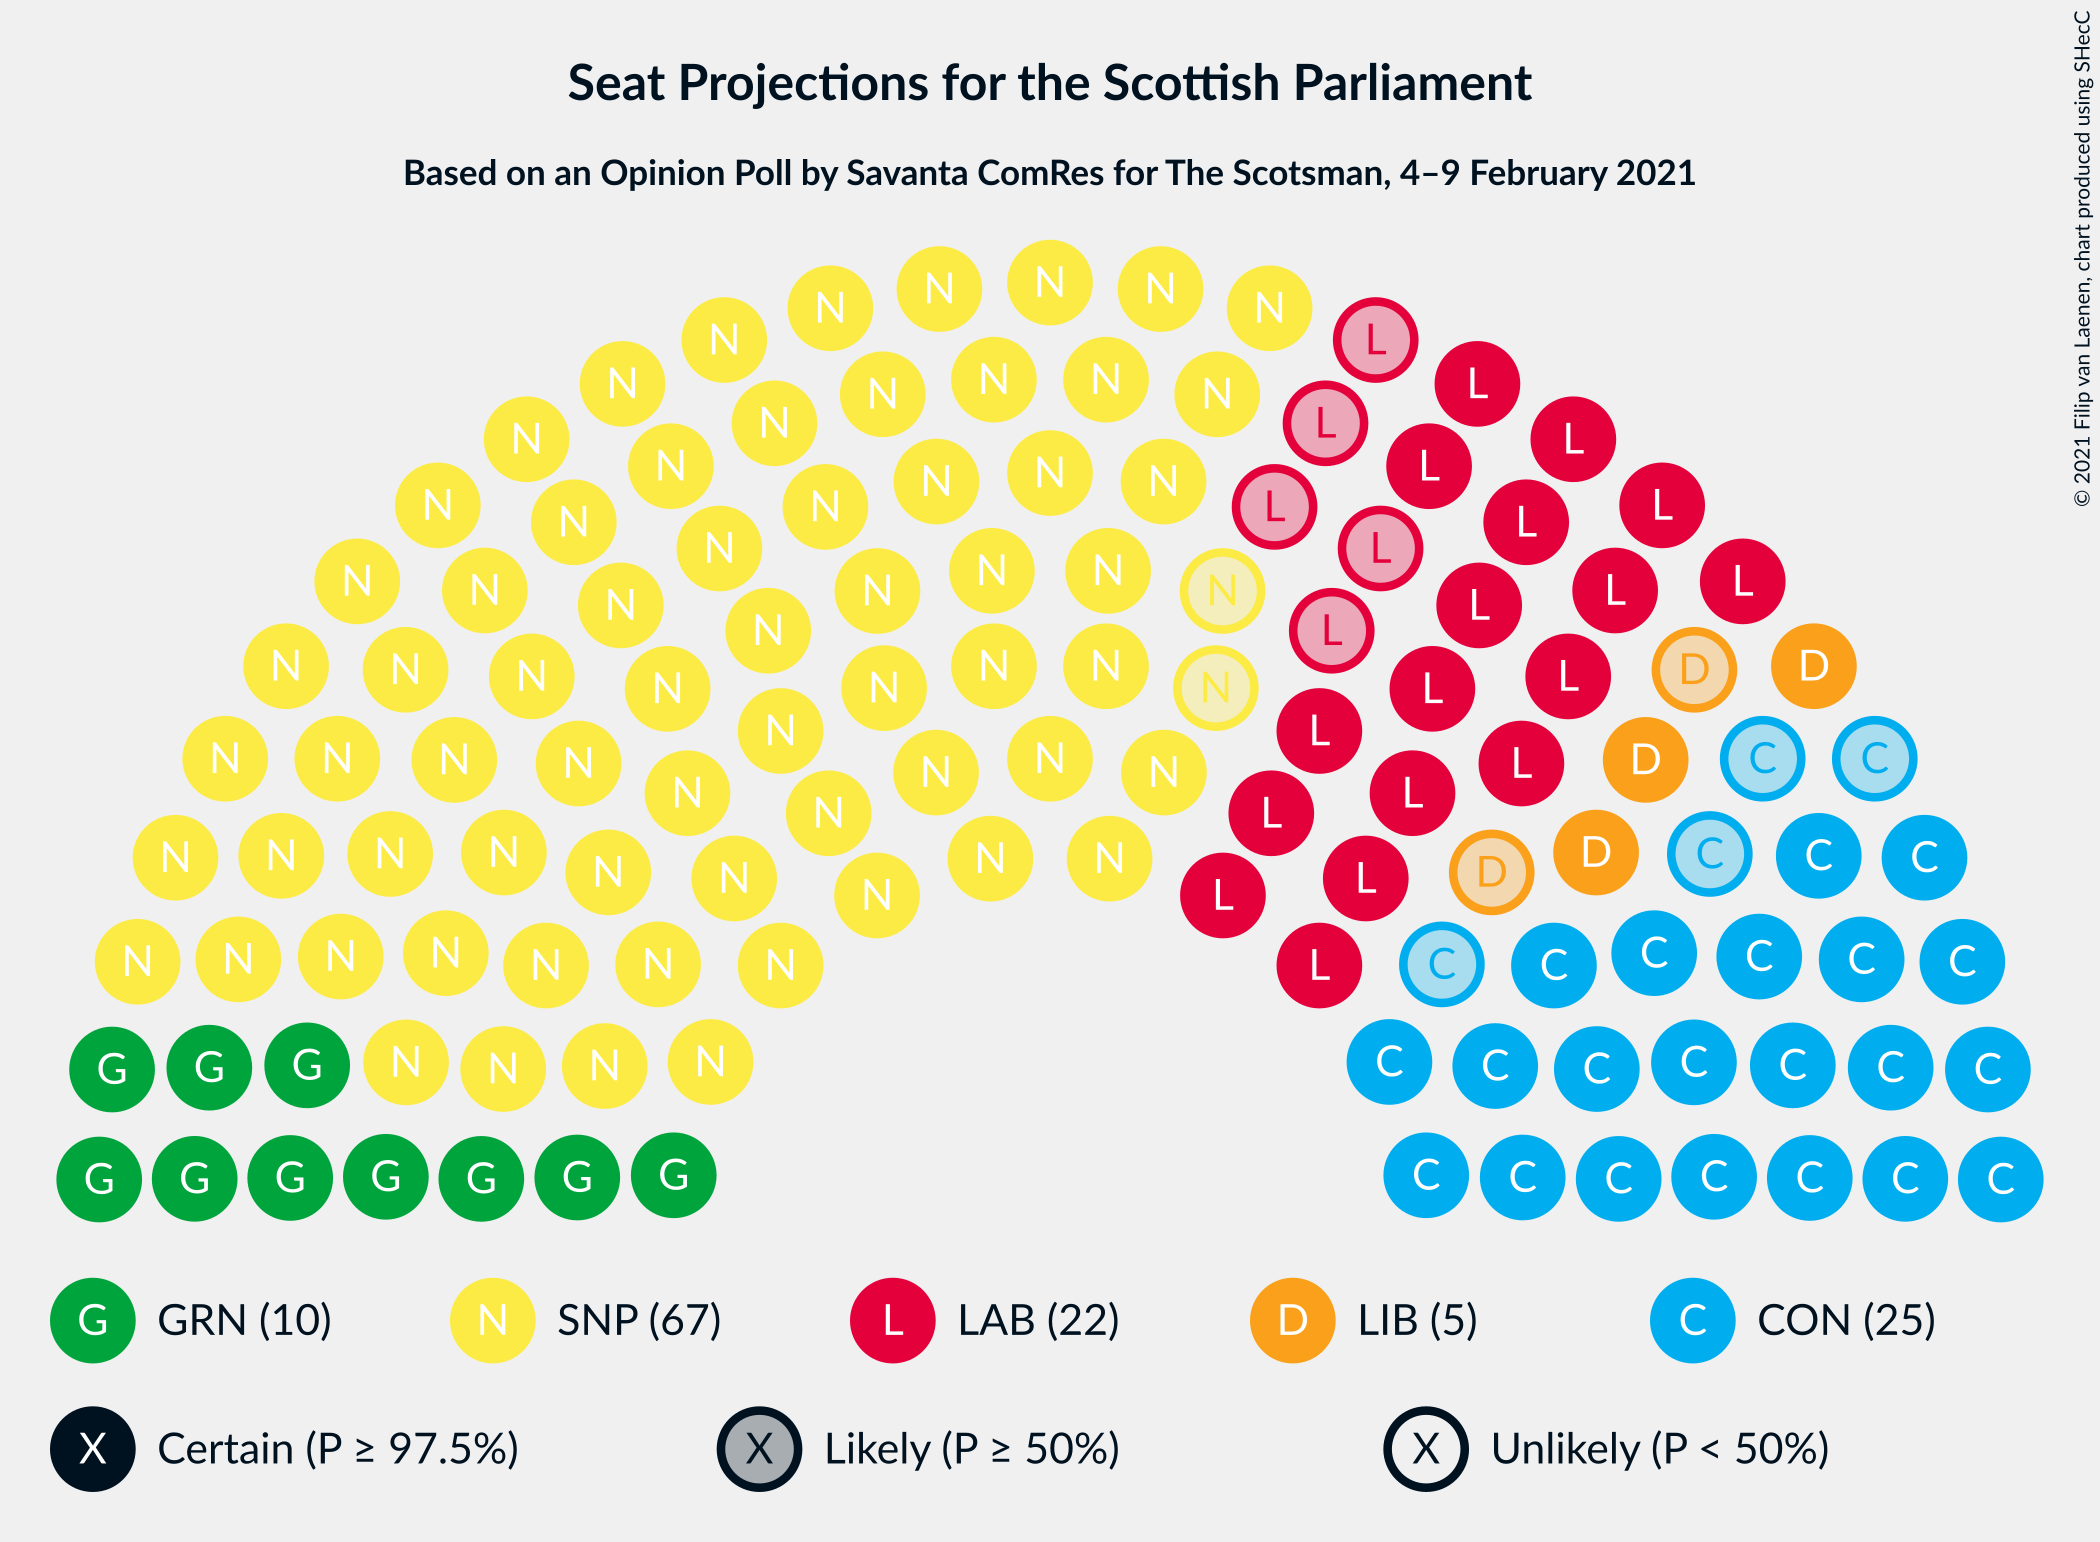 Seat Projections for the Scottish Parliament
Based on an Opinion Poll by Savanta ComRes for The Scotsman, 4–9 February 2021
© 2021 Filip van Laenen, chart produced using SHecC
N N N N N
N N L
N N N N N L L
N N N L L
N N N N N L L
N N N L L
N N N N N L L
N N N N N L L
N N N L L
N N N N N N L D D
N N N N L L
N N N N N N N L D C C
N N N L L
N N N N N N N N N L L D D C C C
N N N N N N N L C C C C C C
G G G N N N N C C C C C C C
G G G G G G G C C C C C C C
G GRN (10) N SNP (67) L LAB (22) D LIB (5) C CON (25)
X Certain (P ≥ 97.5%) X Likely (P ≥ 50%) X Unlikely (P < 50%)